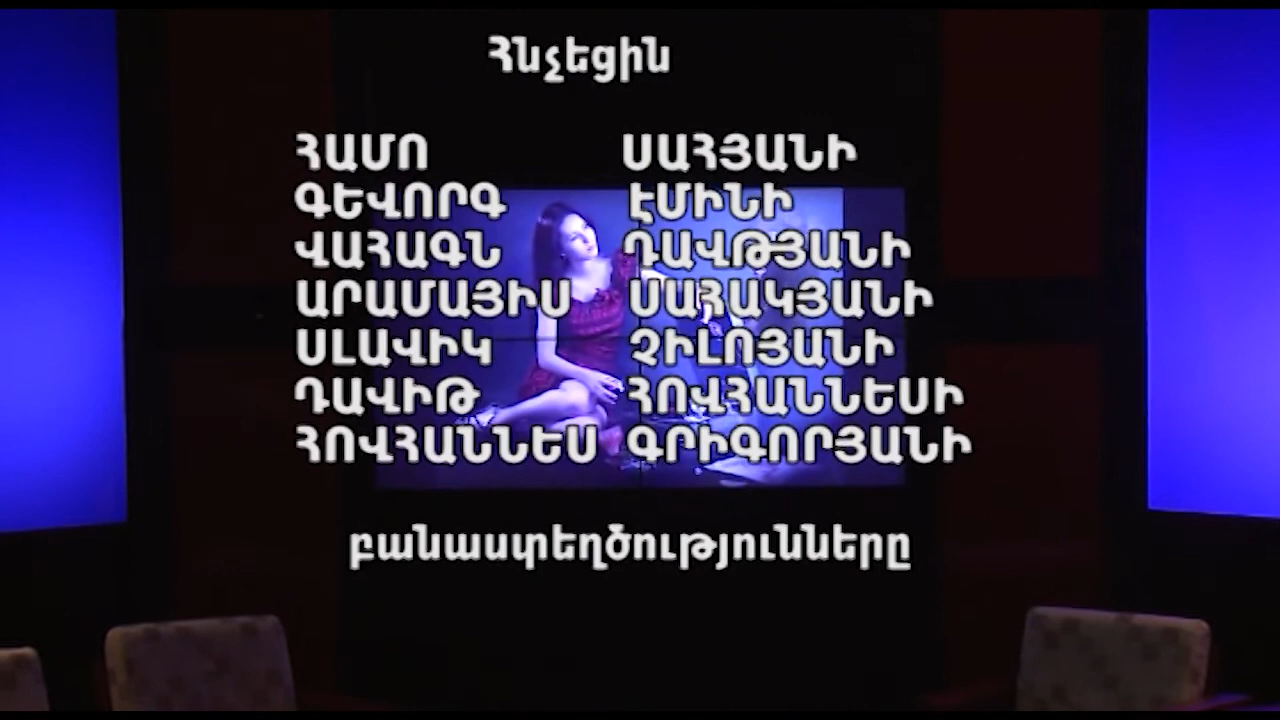 Հնչեցին
ՀԱՄՈ ՍԱՀՅԱՆԻ
ԳԵՎՈՐԳ ԷՄԻՆԻ
ՎԱՀԱԳՆ ԴԱՎԹՅԱՆԻ
ԱՐԱՄԱՅԻՍ ՍԱՀԱԿՅԱՆԻ
ՍԼԱՎԻԿ ՉԻԼՈՅԱՆԻ
ԴԱՎԻԹ ՀՈՎՀԱՆՆԵՍԻ
ՀՈՎՀԱՆՆԵՍ ԳՐԻԳՈՐՅԱՆԻ
բանաստեղծությունները